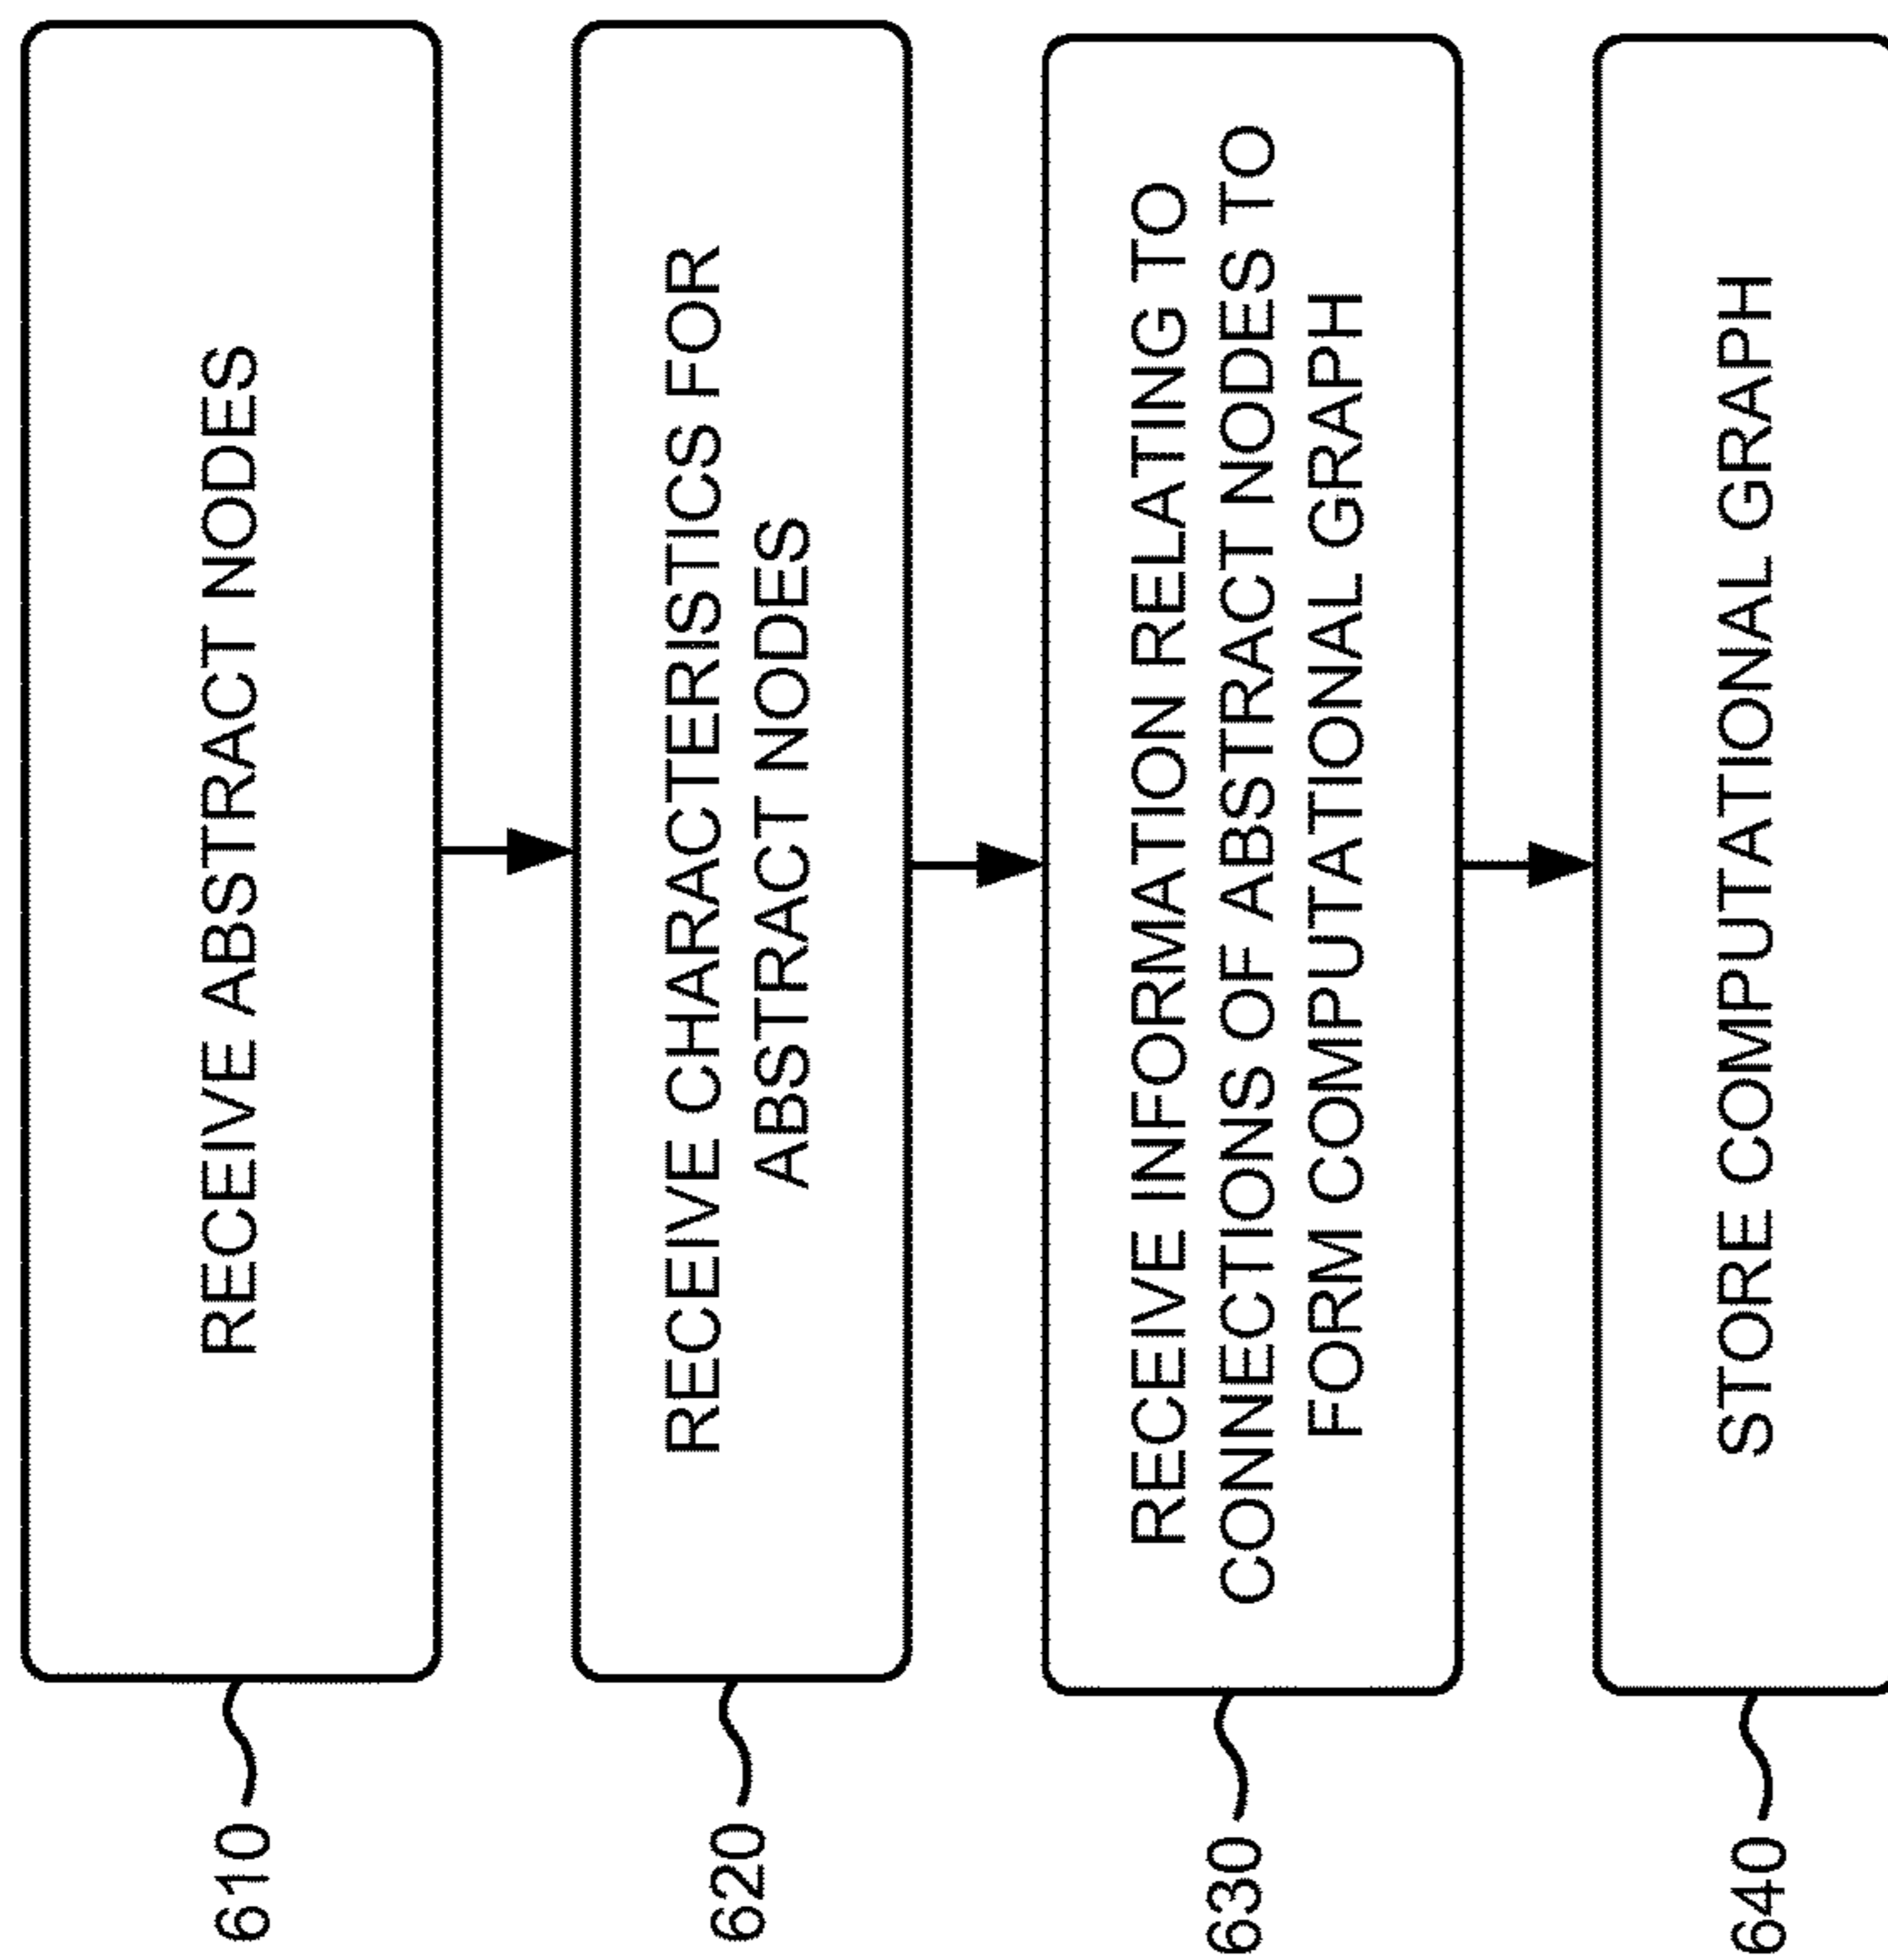 610
RECEIVE ABSTRACT NODES
620
RECEIVE CHARACTERISTICS FOR
ABSTRACT NODES
630
RECEIVE INFORMATION RELATING TO
CONNECTIONS OF ABSTRACT NODES TO
FORM COMPUTATIONAL GRAPH
640
STORE COMPUTATIONAL GRAPH